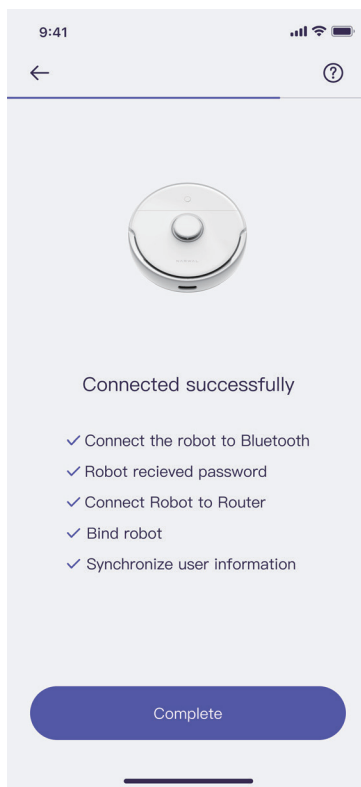 9:41
?
Connected successfully
Connect the robot to Bluetooth
Robot recieved password
Connect Robot to Router
Bind robot
Synchronize user information
Complete